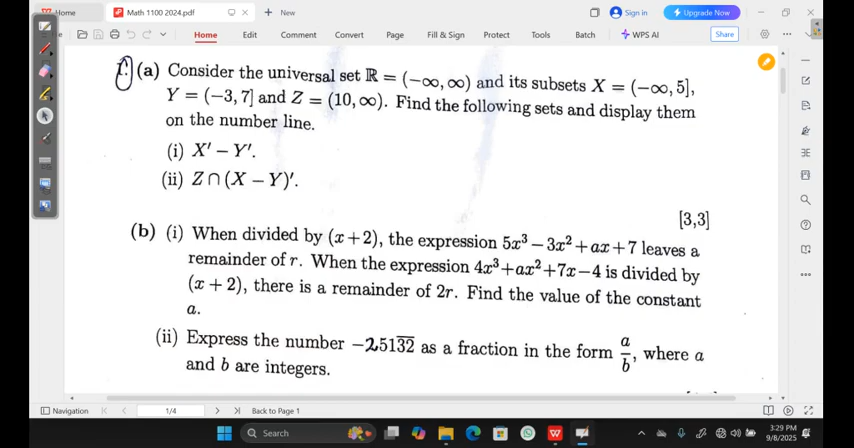 Home
Math 1100 2024.pdf
+ New
Sign in
Upgrade Now
Menu
Home Edit Comment Convert Page Fill & Sign Protect Tools Batch WPS AI Share
1. (a) Consider the universal set ℝ = (−∞, ∞) and its subsets X = (−∞, 5],
Y = (−3, 7] and Z = (10, ∞). Find the following sets and display them
on the number line.
(i) X′ − Y′.
(ii) Z ∩ (X − Y)′.
[3,3]
(b) (i) When divided by (x + 2), the expression 5x³ − 3x² + ax + 7 leaves a
remainder of r. When the expression 4x³ + ax² + 7x − 4 is divided by
(x + 2), there is a remainder of 2r. Find the value of the constant
a.
(ii) Express the number −2513̅2̅ as a fraction in the form a/b, where a
and b are integers.
Navigation 1/4 Back to Page 1
Search
3:29 PM
9/8/2025